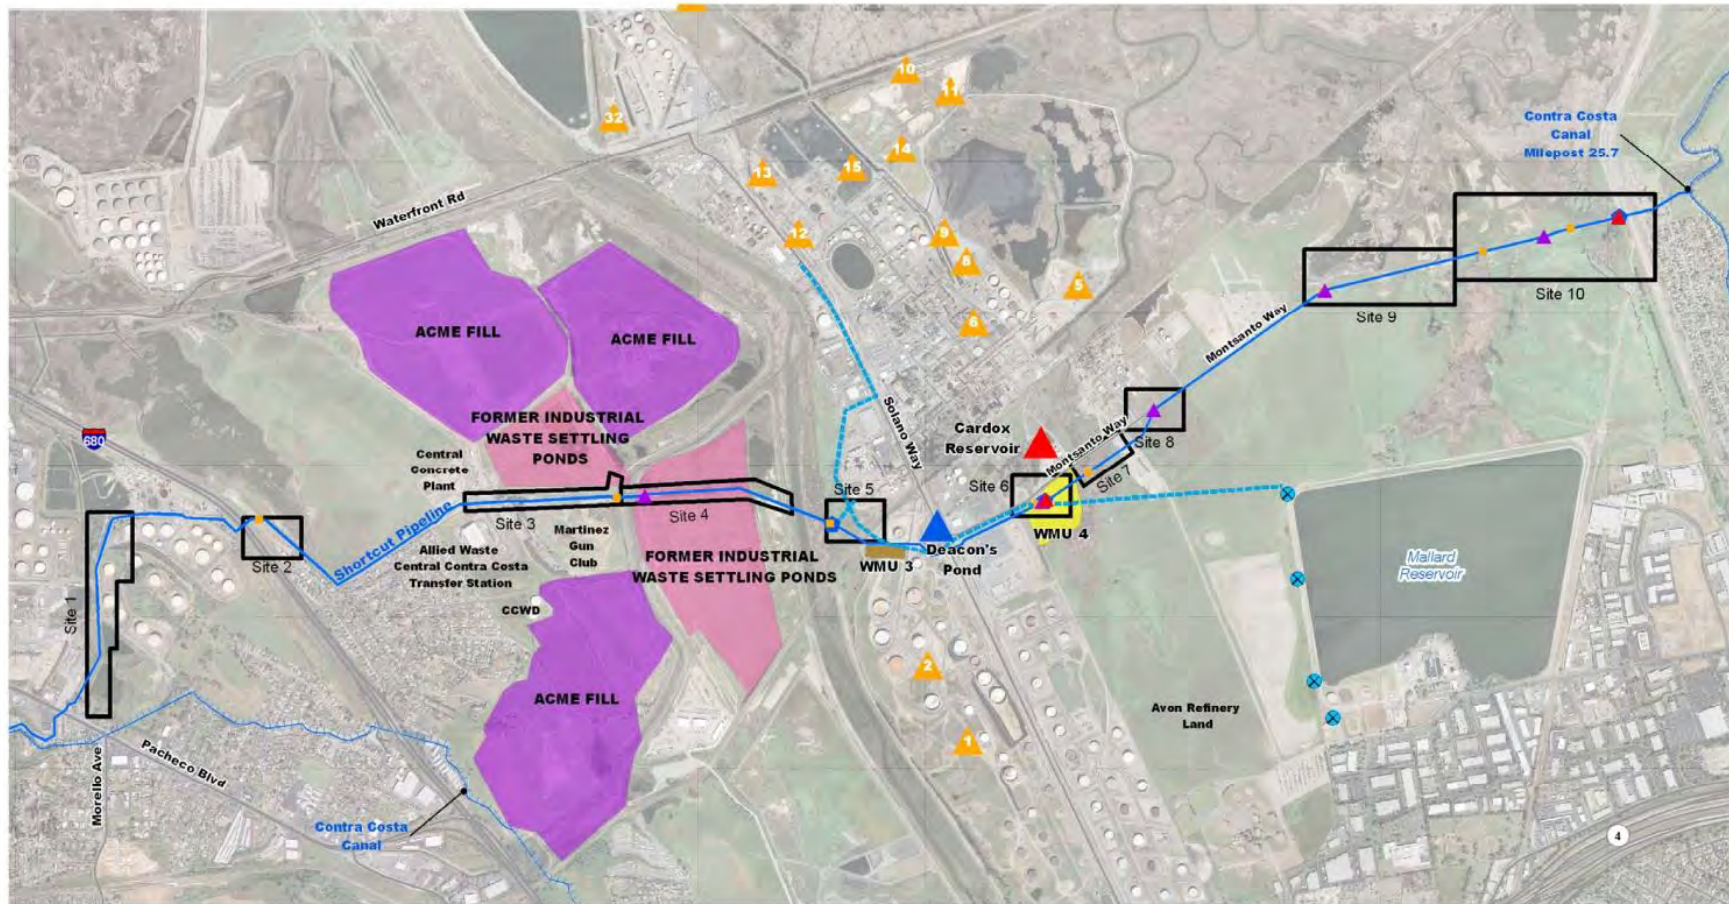 10
11
32
Contra Costa
Canal
Milepost 25.7
14
15
13
Waterfront Rd
12
9
8
5
6
Site 10
Site 9
ACME FILL
ACME FILL
Montsanto Way
Solano Way
FORMER INDUSTRIAL
WASTE SETTLING
PONDS
680
Cardox
Reservoir
Montsanto Way
Site 8
Central
Concrete
Plant
Site 7
Site 6
Site 5
Site 4
Site 3
Shortcut Pipeline
Martinez
Gun
Club
WMU 4
Deacon's
Pond
WMU 3
Allied Waste
Central Contra Costa
Transfer Station
FORMER INDUSTRIAL
WASTE SETTLING PONDS
Mallard
Reservoir
Site 2
Site 1
CCWD
2
ACME FILL
Avon Refinery
Land
1
Pacheco Blvd
Morello Ave
Contra Costa
Canal
4